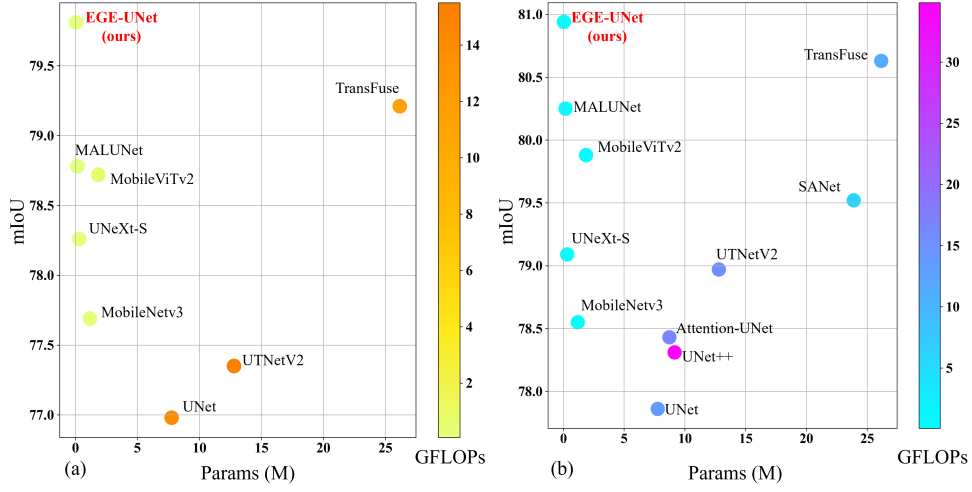 EGE-UNet
(ours)
TransFuse
MALUNet
MobileViTv2
UNeXt-S
MobileNetv3
UTNetV2
UNet
mIoU
79.5
79.0
78.5
78.0
77.5
77.0
0
5
10
15
20
25
(a)
Params (M)
14
12
10
8
6
4
2
GFLOPs
EGE-UNet
(ours)
TransFuse
MALUNet
MobileViTv2
SANet
UNeXt-S
UTNetV2
MobileNetv3
Attention-UNet
UNet++
UNet
mIoU
81.0
80.5
80.0
79.5
79.0
78.5
78.0
0
5
10
15
20
25
(b)
Params (M)
30
25
20
15
10
5
GFLOPs